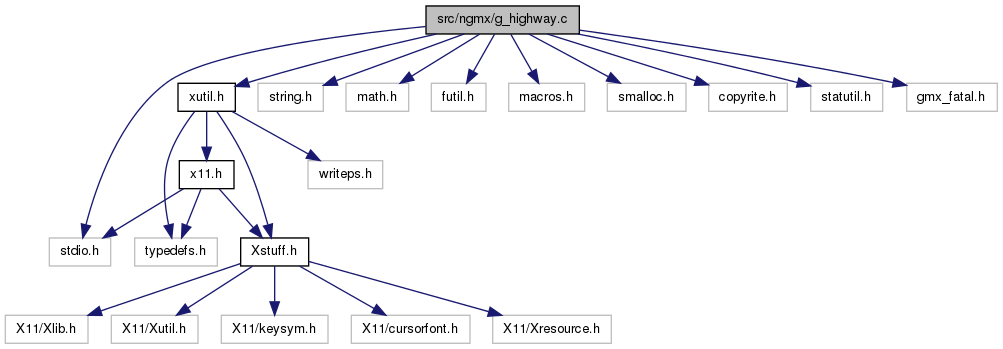 src/ngmx/g_highway.c
xutil.h
string.h
math.h
futil.h
macros.h
smalloc.h
copyrite.h
statutil.h
gmx_fatal.h
x11.h
writeps.h
stdio.h
typedefs.h
Xstuff.h
X11/Xlib.h
X11/Xutil.h
X11/keysym.h
X11/cursorfont.h
X11/Xresource.h